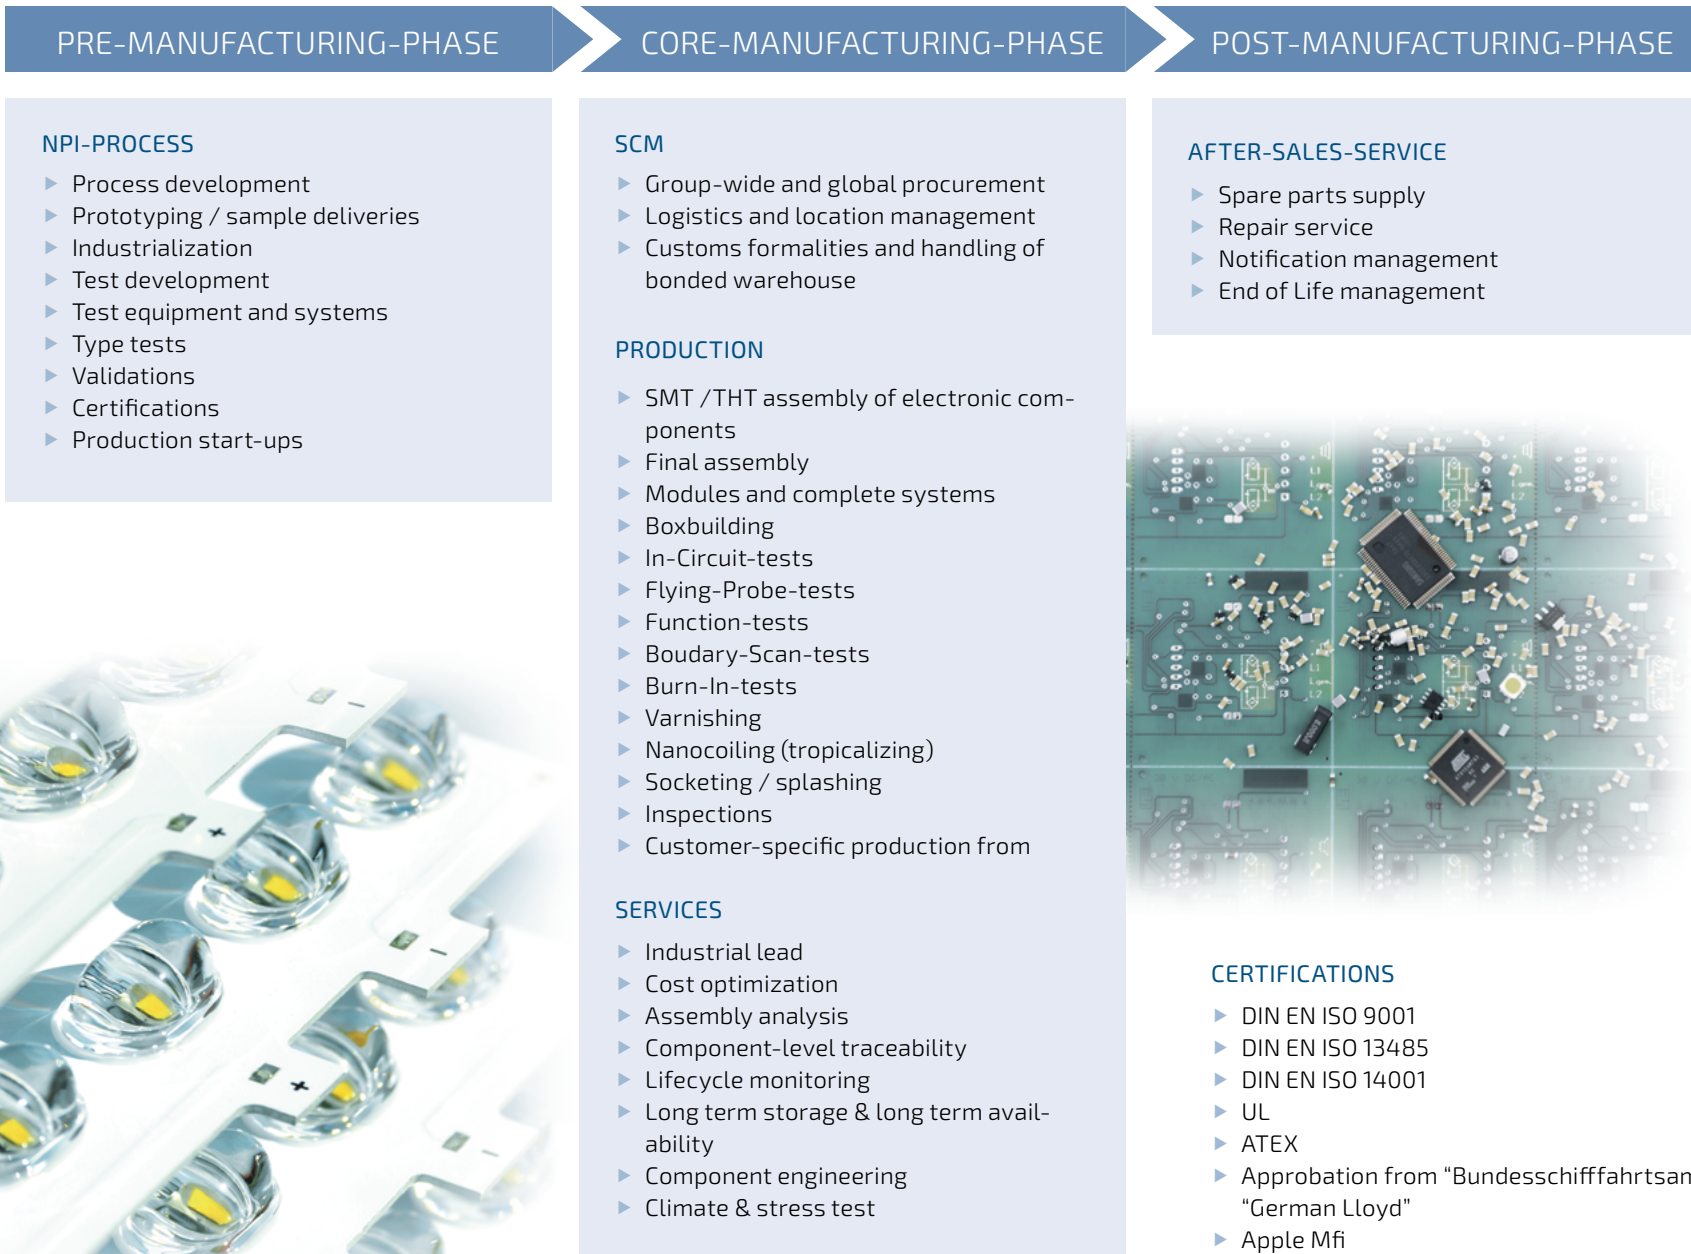 PRE-MANUFACTURING-PHASE
CORE-MANUFACTURING-PHASE
POST-MANUFACTURING-PHASE
NPI-PROCESS
Process development
Prototyping / sample deliveries
Industrialization
Test development
Test equipment and systems
Type tests
Validations
Certifications
Production start-ups
SCM
Group-wide and global procurement
Logistics and location management
Customs formalities and handling of
bonded warehouse
PRODUCTION
SMT /THT assembly of electronic com-
ponents
Final assembly
Modules and complete systems
Boxbuilding
In-Circuit-tests
Flying-Probe-tests
Function-tests
Boudary-Scan-tests
Burn-In-tests
Varnishing
Nanocoiling (tropicalizing)
Socketing / splashing
Inspections
Customer-specific production from
SERVICES
Industrial lead
Cost optimization
Assembly analysis
Component-level traceability
Lifecycle monitoring
Long term storage & long term avail-
ability
Component engineering
Climate & stress test
AFTER-SALES-SERVICE
Spare parts supply
Repair service
Notification management
End of Life management
CERTIFICATIONS
DIN EN ISO 9001
DIN EN ISO 13485
DIN EN ISO 14001
UL
ATEX
Approbation from “Bundesschifffahrtsam
“German Lloyd”
Apple Mfi